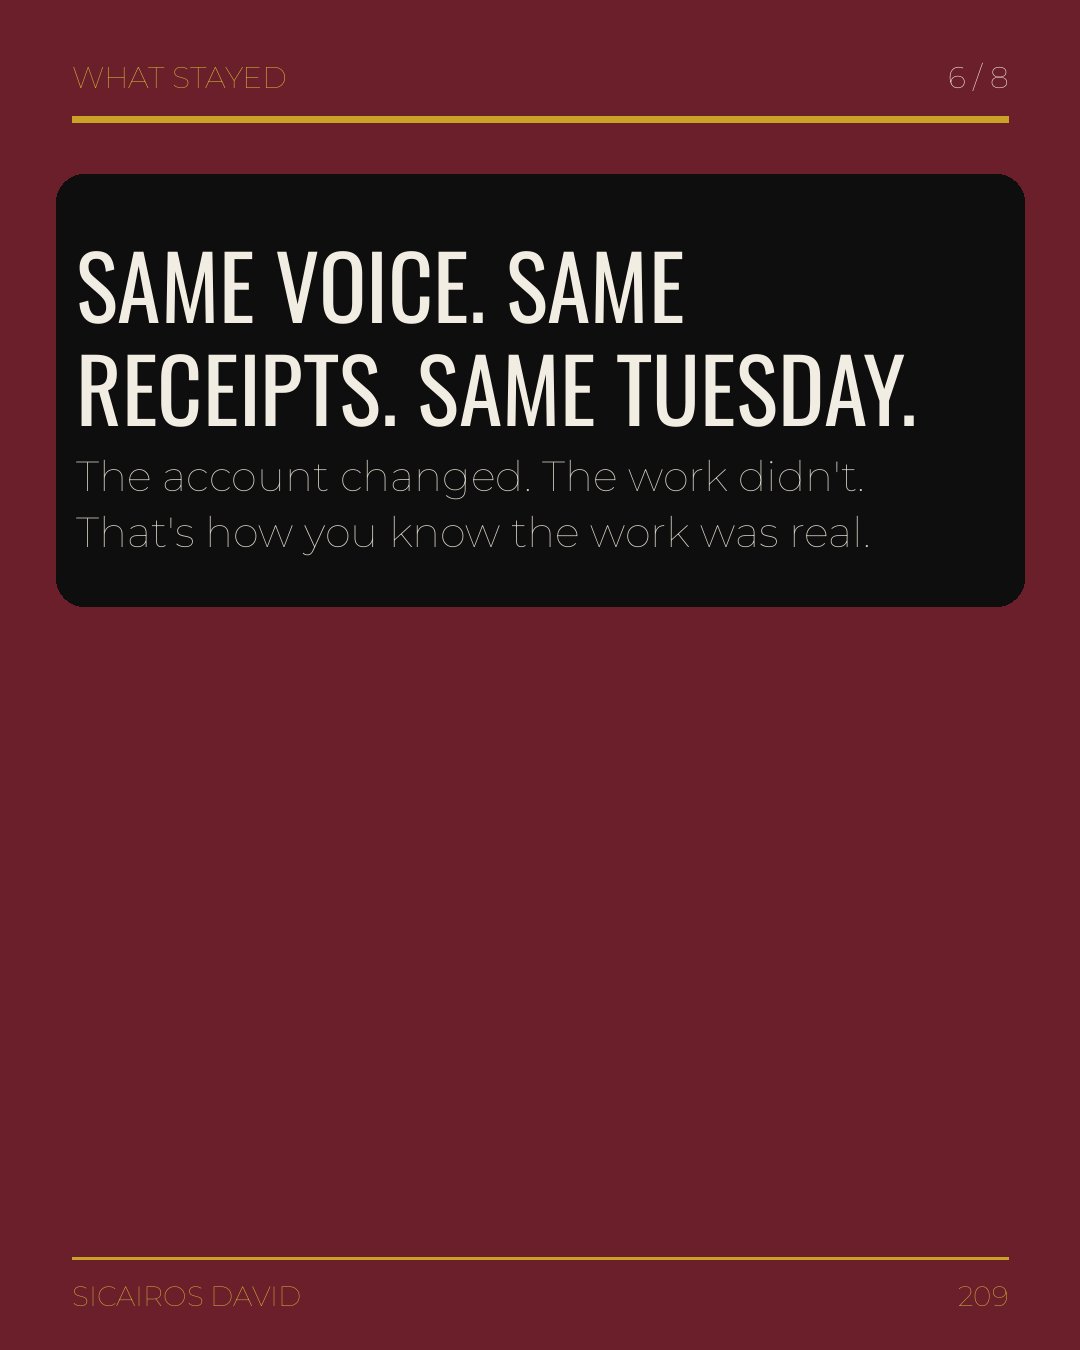 WHAT STAYED
6 / 8
SAME VOICE. SAME
RECEIPTS. SAME TUESDAY.
The account changed. The work didn't.
That's how you know the work was real.
SICAIROS DAVID
209